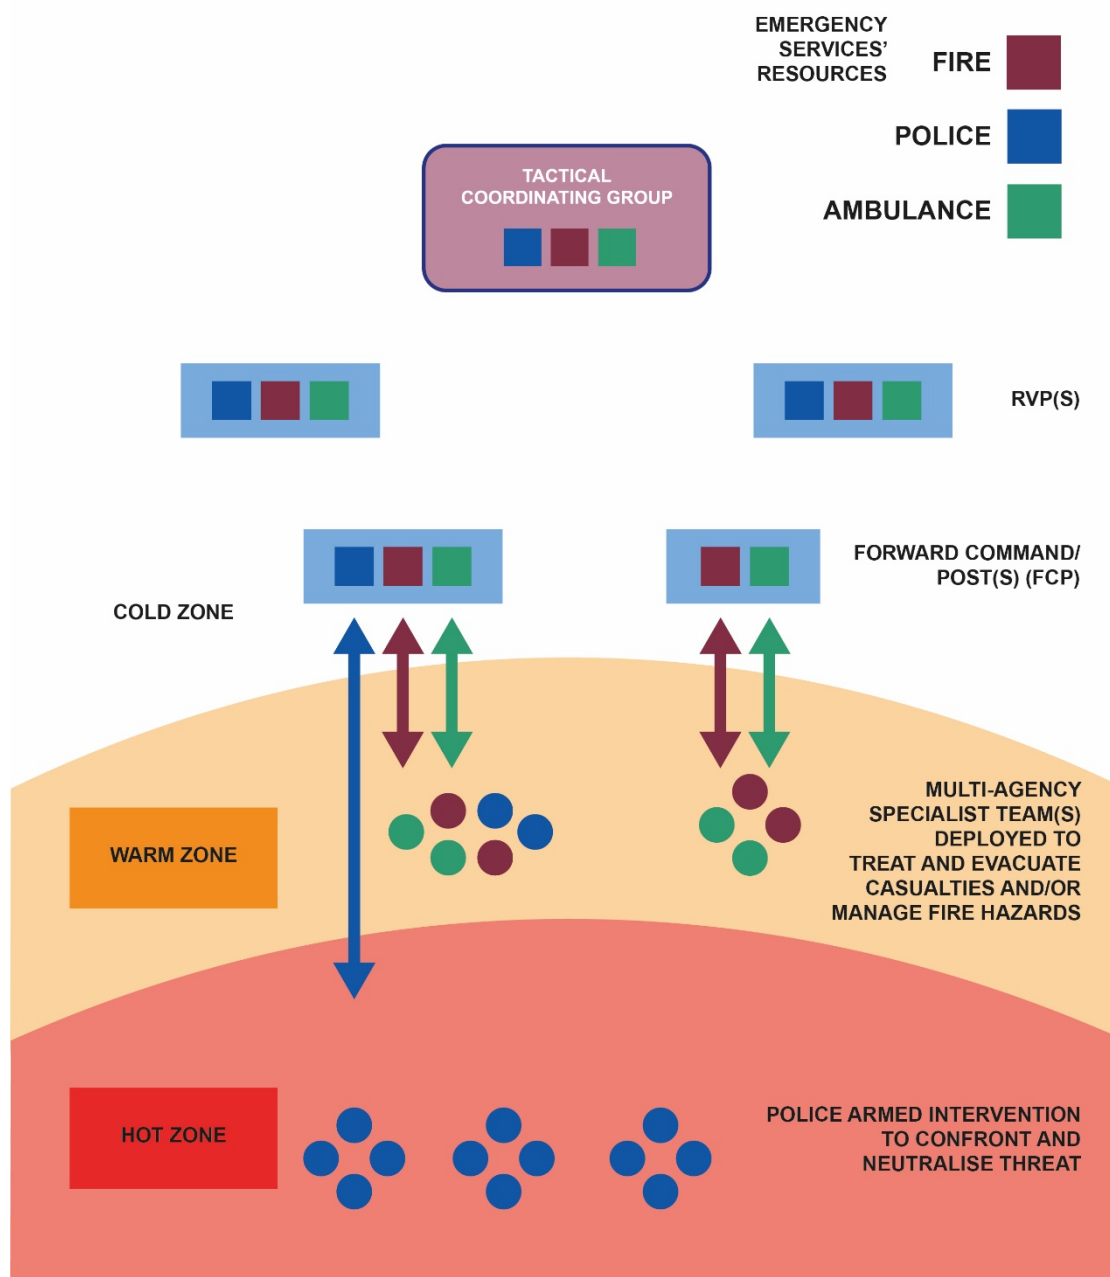 EMERGENCY
SERVICES'
RESOURCES
FIRE
POLICE
AMBULANCE
TACTICAL
COORDINATING GROUP
RVP(S)
FORWARD COMMAND/
POST(S) (FCP)
COLD ZONE
WARM ZONE
MULTI-AGENCY
SPECIALIST TEAM(S)
DEPLOYED TO
TREAT AND EVACUATE
CASUALTIES AND/OR
MANAGE FIRE HAZARDS
HOT ZONE
POLICE ARMED INTERVENTION
TO CONFRONT AND
NEUTRALISE THREAT